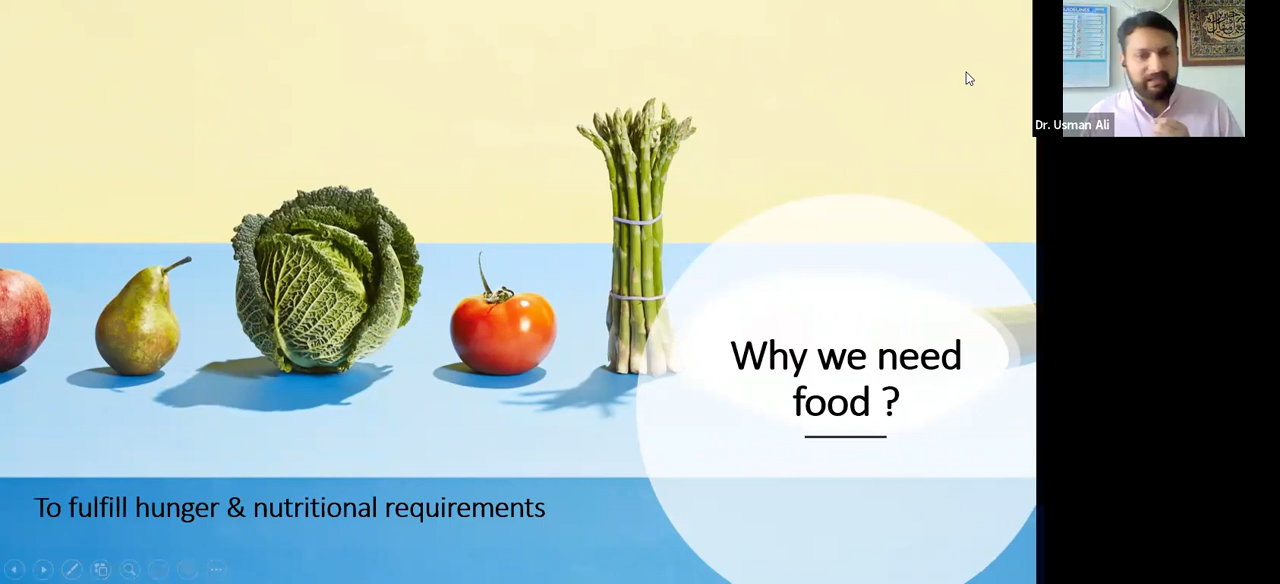 Dr. Usman Ali
Why we need
food ?
To fulfill hunger & nutritional requirements